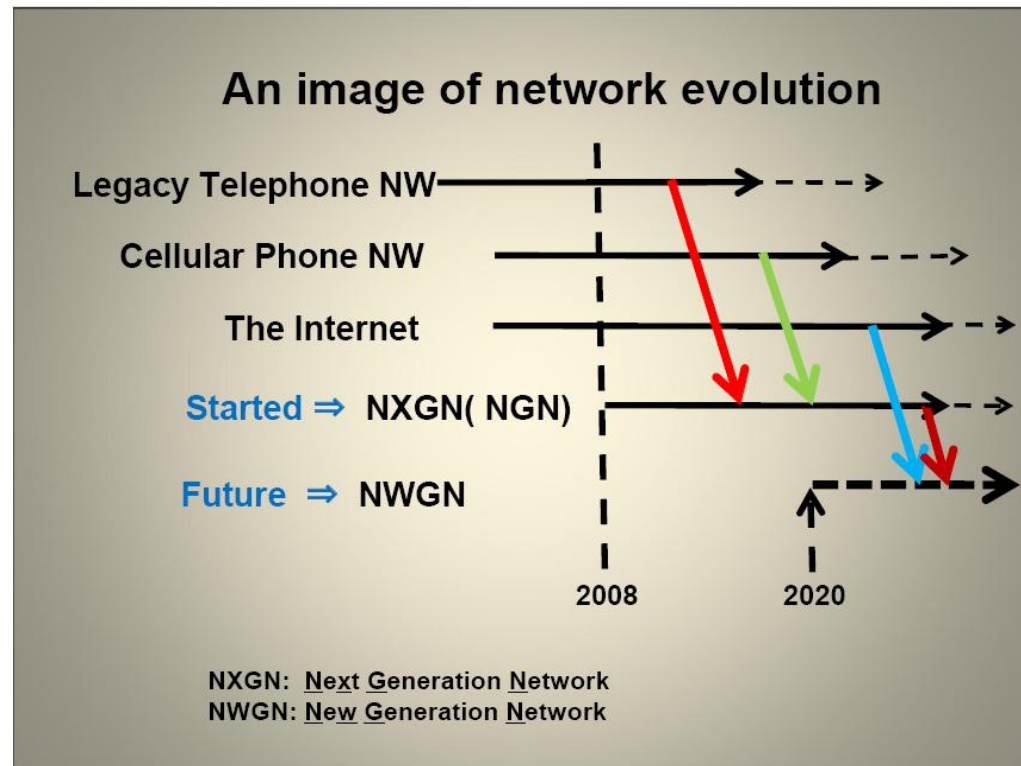 An image of network evolution
Legacy Telephone NW
Cellular Phone NW
The Internet
Started ⇒ NXGN( NGN)
Future ⇒ NWGN
2008 2020
NXGN: Next Generation Network
NWGN: New Generation Network